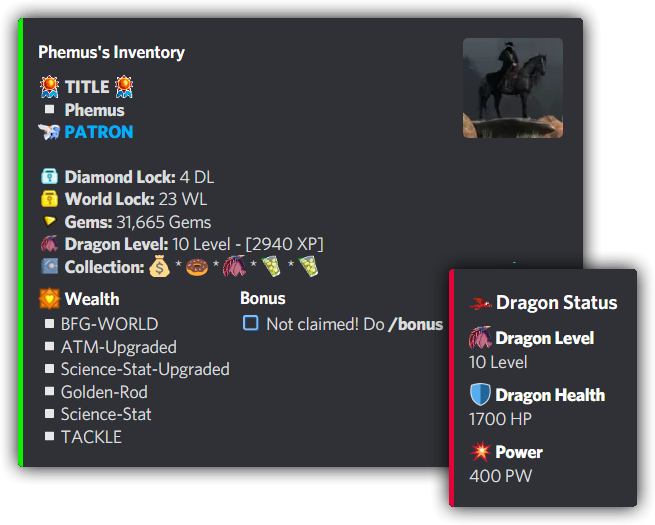 Phemus's Inventory
TITLE
Phemus
PATRON
Diamond Lock: 4 DL
World Lock: 23 WL
Gems: 31,665 Gems
Dragon Level: 10 Level - [2940 XP]
Collection: * * * *
Wealth
BFG-WORLD
ATM-Upgraded
Science-Stat-Upgraded
Golden-Rod
Science-Stat
TACKLE
Bonus
Not claimed! Do /bonus
Dragon Status
Dragon Level
10 Level
Dragon Health
1700 HP
Power
400 PW